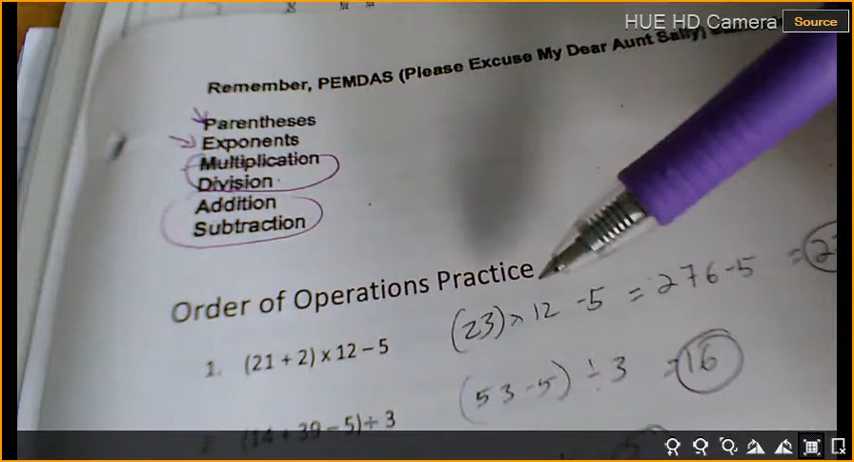 HUE HD Camera Source
Remember, PEMDAS (Please Excuse My Dear Aunt Sally)
Parentheses
Exponents
Multiplication
Division
Addition
Subtraction
Order of Operations Practice
(23) × 12 - 5 = 276 - 5 =
1. (21 + 2) x 12 – 5
(53 - 5) ÷ 3 = 16
(14 + 39 – 5) ÷ 3